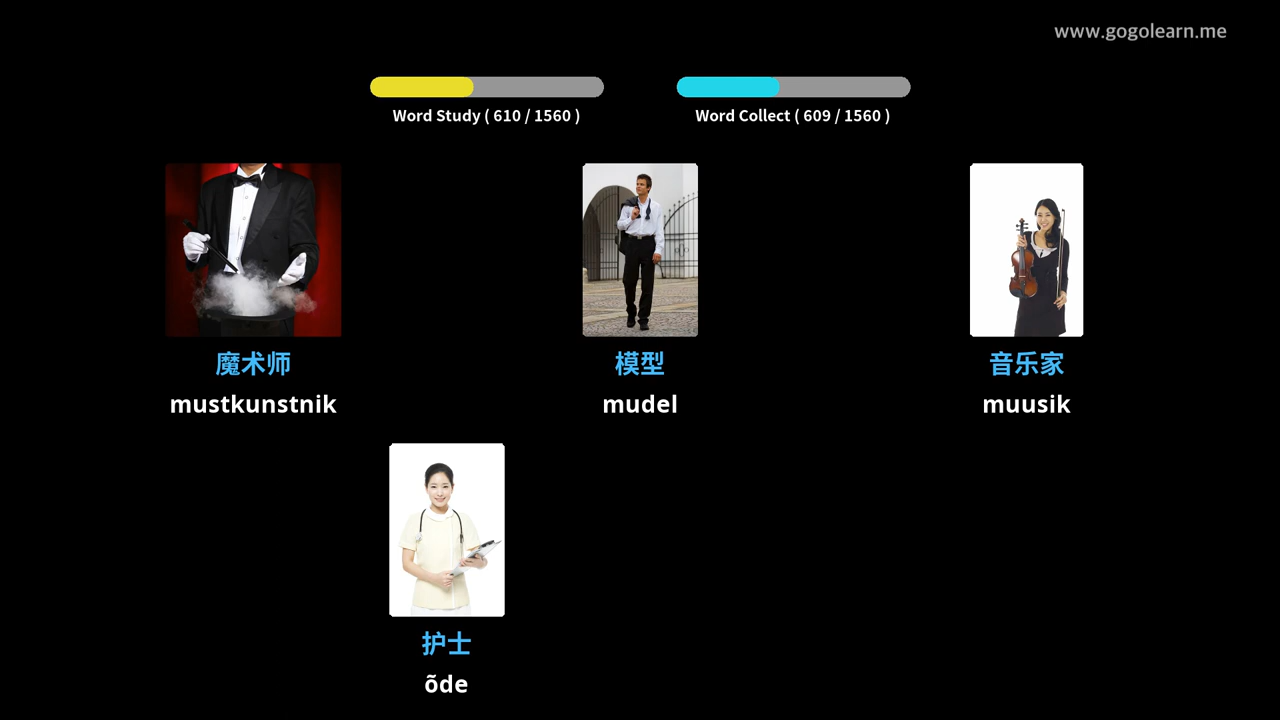 www.gogolearn.me
Word Study ( 610 / 1560 )
Word Collect ( 609 / 1560 )
魔术师
mustkunstnik
模型
mudel
音乐家
muusik
护士
õde